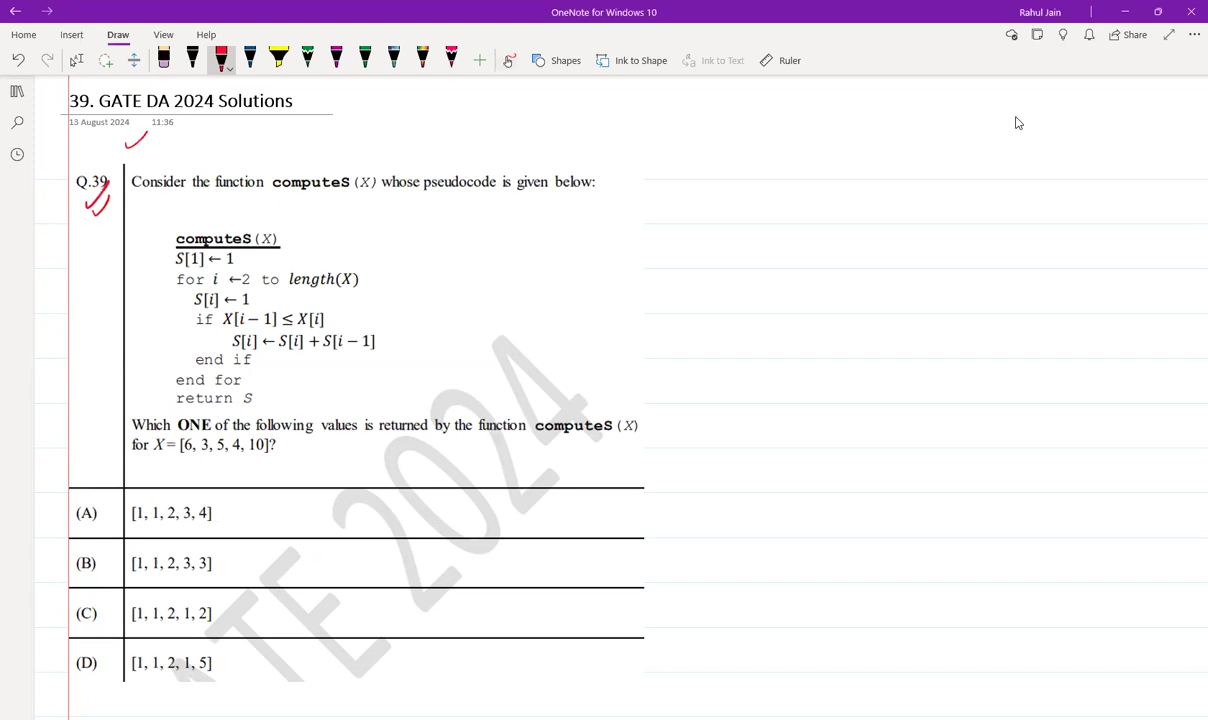 OneNote for Windows 10
Rahul Jain
Home Insert Draw View Help
Share
Shapes
Ink to Shape
Ink to Text
Ruler
39. GATE DA 2024 Solutions
13 August 2024 11:36
Q.39 Consider the function computeS(X) whose pseudocode is given below:
computeS(X)
S[1] ← 1
for i ←2 to length(X)
S[i] ← 1
if X[i − 1] ≤ X[i]
S[i] ← S[i] + S[i − 1]
end if
end for
return S
Which ONE of the following values is returned by the function computeS(X)
for X = [6, 3, 5, 4, 10]?
(A) [1, 1, 2, 3, 4]
(B) [1, 1, 2, 3, 3]
(C) [1, 1, 2, 1, 2]
(D) [1, 1, 2, 1, 5]
ATE 2024